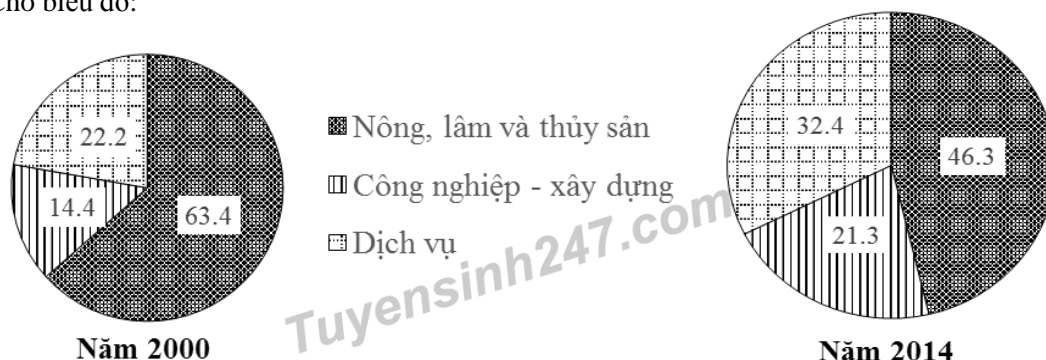 Cho biểu đồ:
22.2
14.4
63.4
Năm 2000
Nông, lâm và thủy sản
Công nghiệp - xây dựng
Dịch vụ
Tuyensinh247.com
32.4
46.3
21.3
Năm 2014